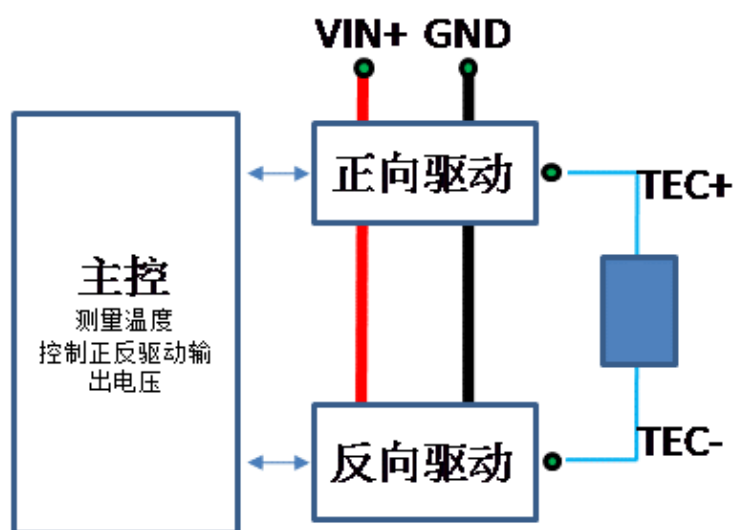 VIN+ GND
正向驱动
TEC+
主控
测量温度
控制正反驱动输
出电压
TEC-
反向驱动